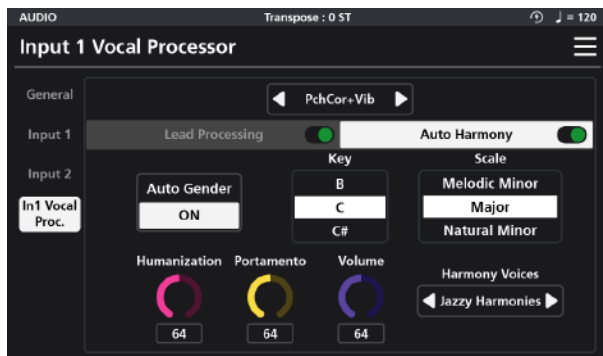 AUDIO Transpose : 0 ST ♩ = 120
Input 1 Vocal Processor
General
PchCor+Vib
Input 1
Lead Processing
Auto Harmony
Key
Scale
Input 2
Auto Gender
B
Melodic Minor
In1 Vocal
Proc.
ON
C
Major
C#
Natural Minor
Humanization
Portamento
Volume
Harmony Voices
Jazzy Harmonies
64
64
64